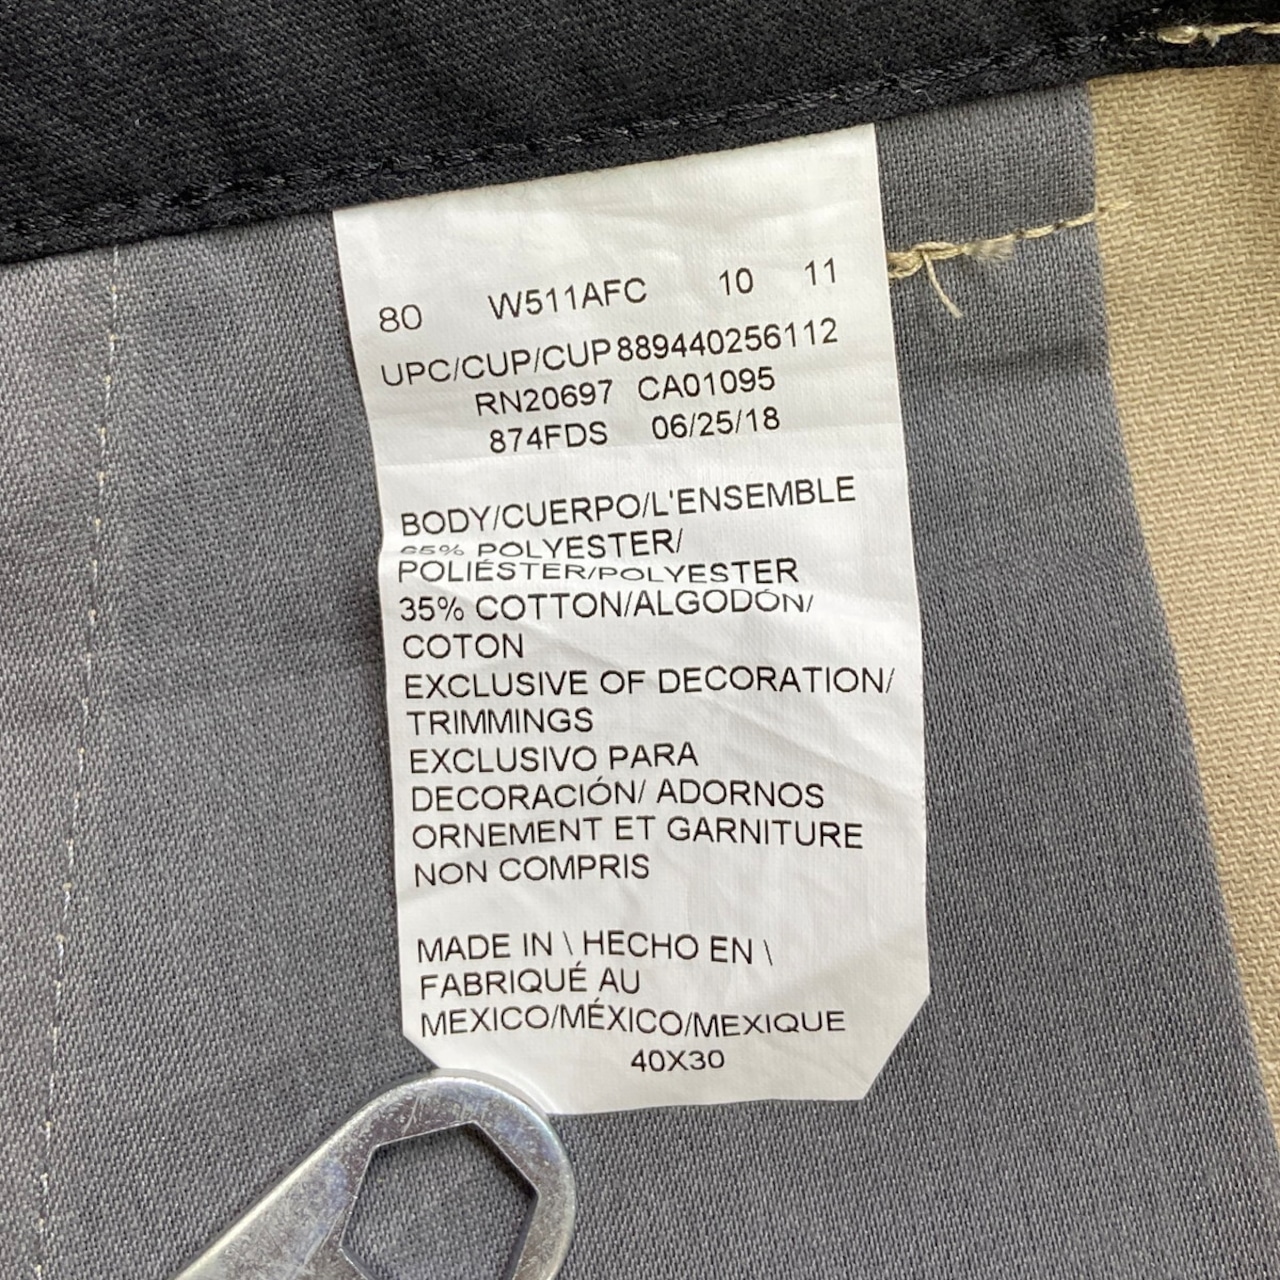 80 W511AFC 10 11
UPC/CUP/CUP 889440256112
RN20697 CA01095
874FDS 06/25/18
BODY/CUERPO/L'ENSEMBLE
65% POLYESTER/
POLIÉSTER/POLYESTER
35% COTTON/ALGODÓN/
COTON
EXCLUSIVE OF DECORATION/
TRIMMINGS
EXCLUSIVO PARA
DECORACIÓN/ ADORNOS
ORNEMENT ET GARNITURE
NON COMPRIS
MADE IN \ HECHO EN \
FABRIQUÉ AU
MEXICO/MÉXICO/MEXIQUE
40X30